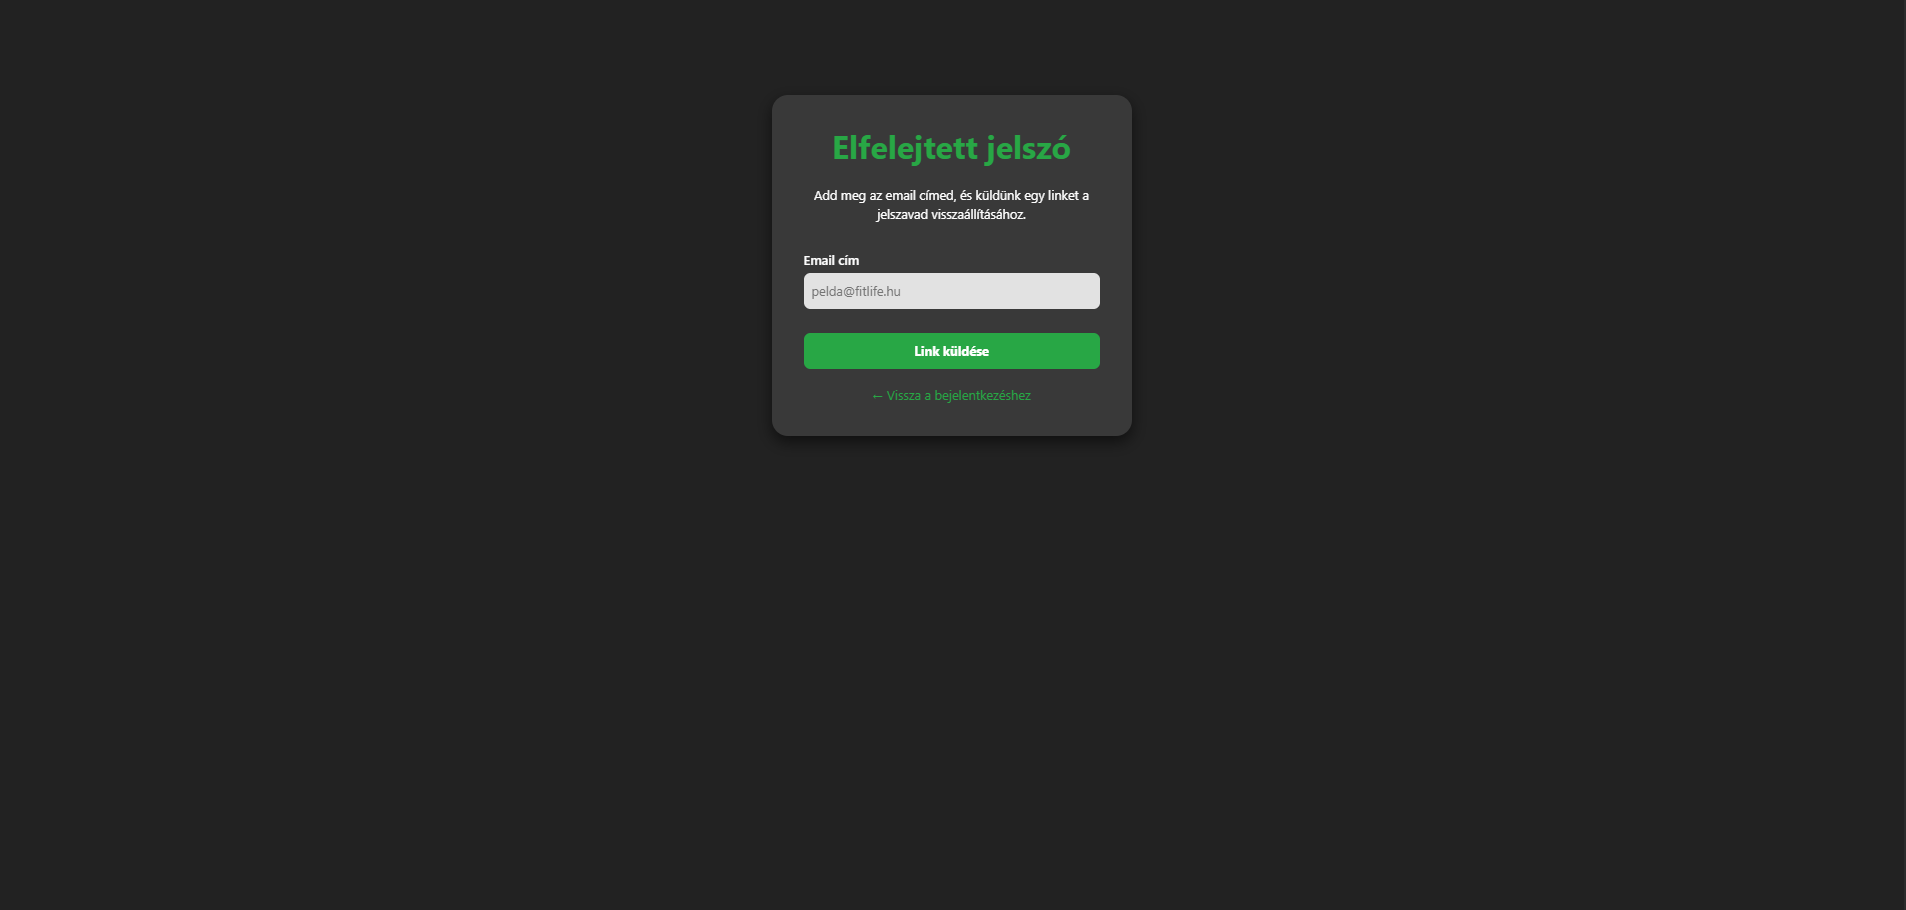 Elfelejtett jelszó
Add meg az email címed, és küldünk egy linket a
jelszavad visszaállításához.
Email cím
pelda@fitlife.hu
Link küldése
← Vissza a bejelentkezéshez